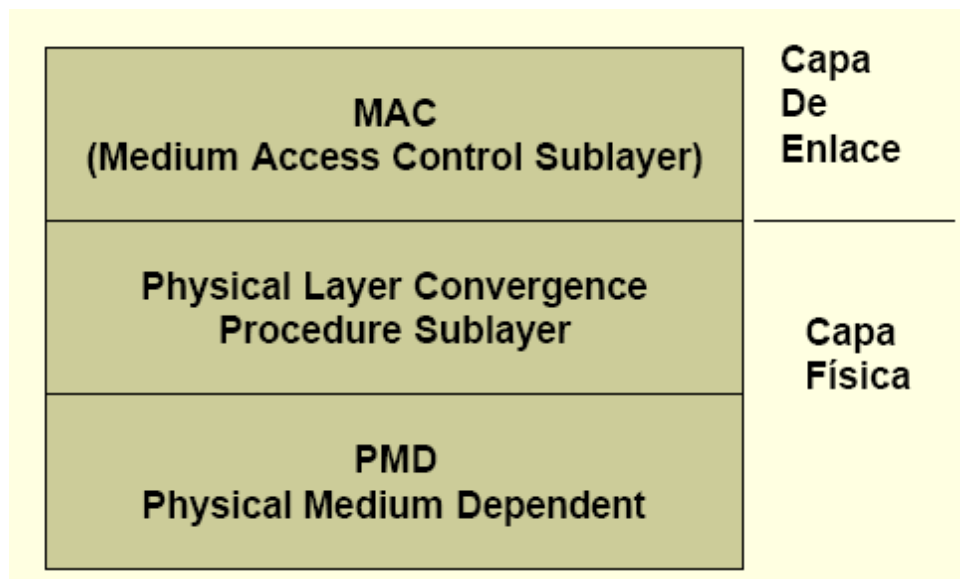 MAC
(Medium Access Control Sublayer)
Capa
De
Enlace
Physical Layer Convergence
Procedure Sublayer
Capa
Física
PMD
Physical Medium Dependent